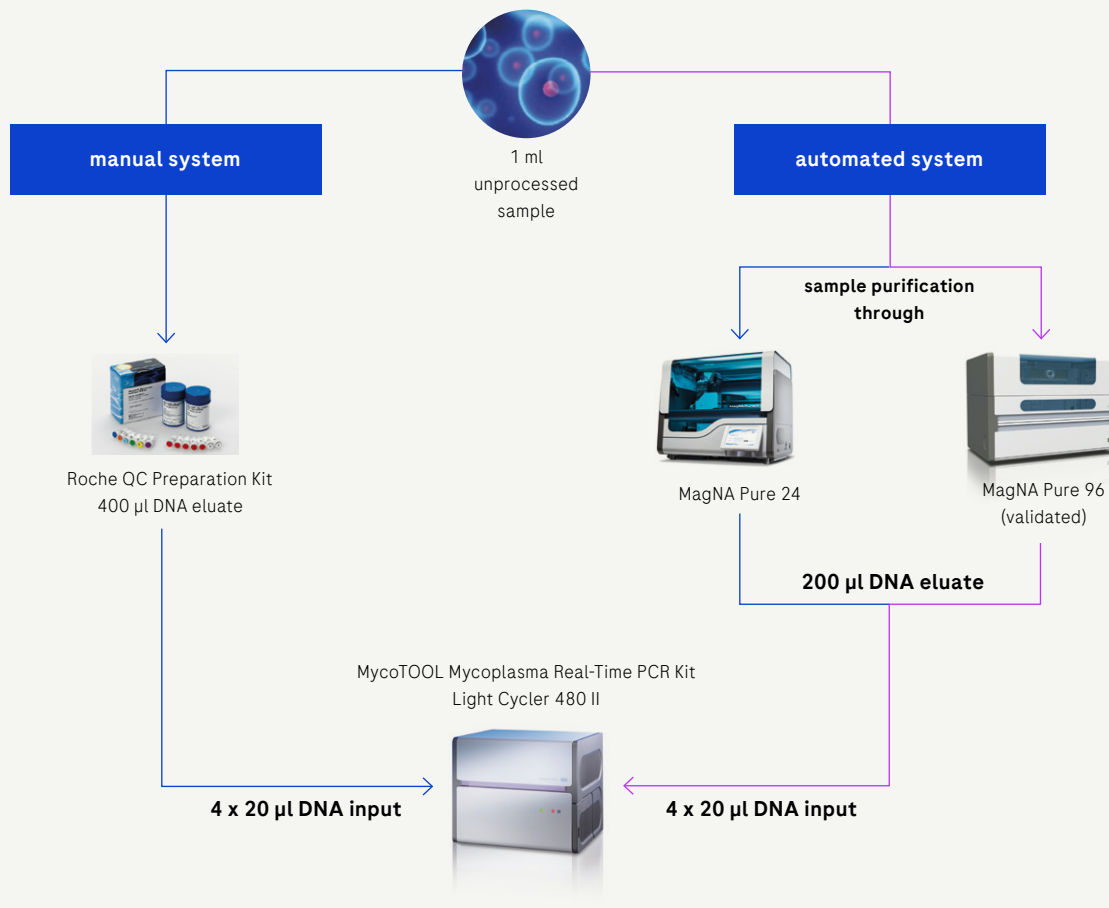 1 ml
unprocessed
sample
manual system
automated system
sample purification
through
Roche QC Preparation Kit
400 µl DNA eluate
MagNA Pure 24
MagNA Pure 96
(validated)
200 µl DNA eluate
MycoTOOL Mycoplasma Real-Time PCR Kit
Light Cycler 480 II
4 x 20 µl DNA input
4 x 20 µl DNA input